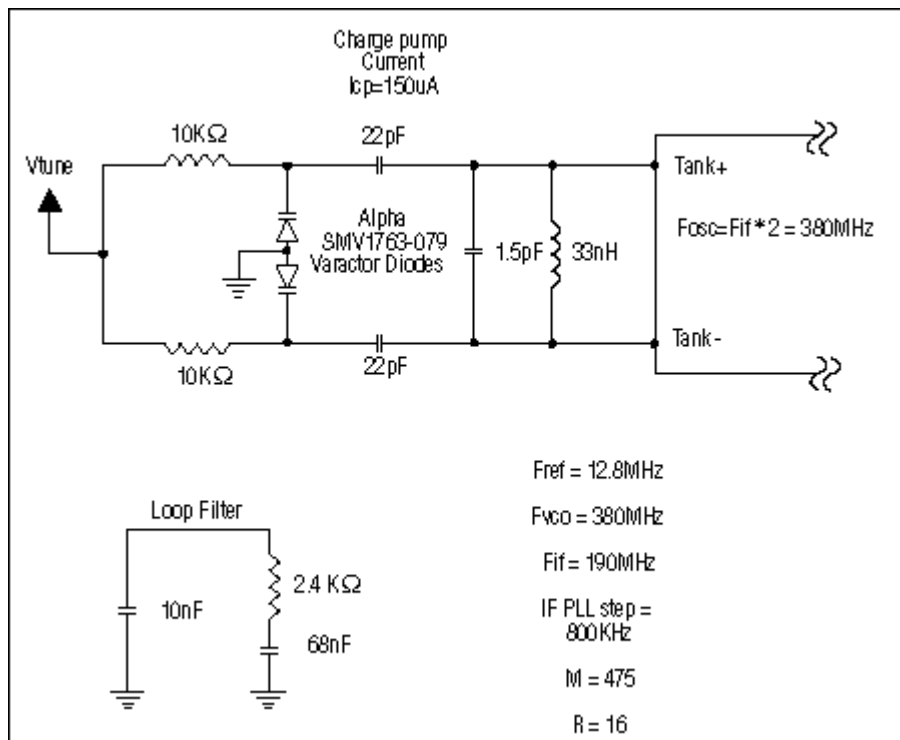 Charge pump
Current
Icp=150uA
10KΩ
22pF
Vtune
Tank+
Alpha
SMV1763-079
Varactor Diodes
1.5pF
33nH
Fosc=Fif*2 = 380MHz
Tank-
10KΩ
22pF
Fref = 12.8MHz
Loop Filter
Fvco = 380MHz
2.4 KΩ
10nF
Fif = 190MHz
68nF
IF PLL step =
800KHz
M = 475
R = 16